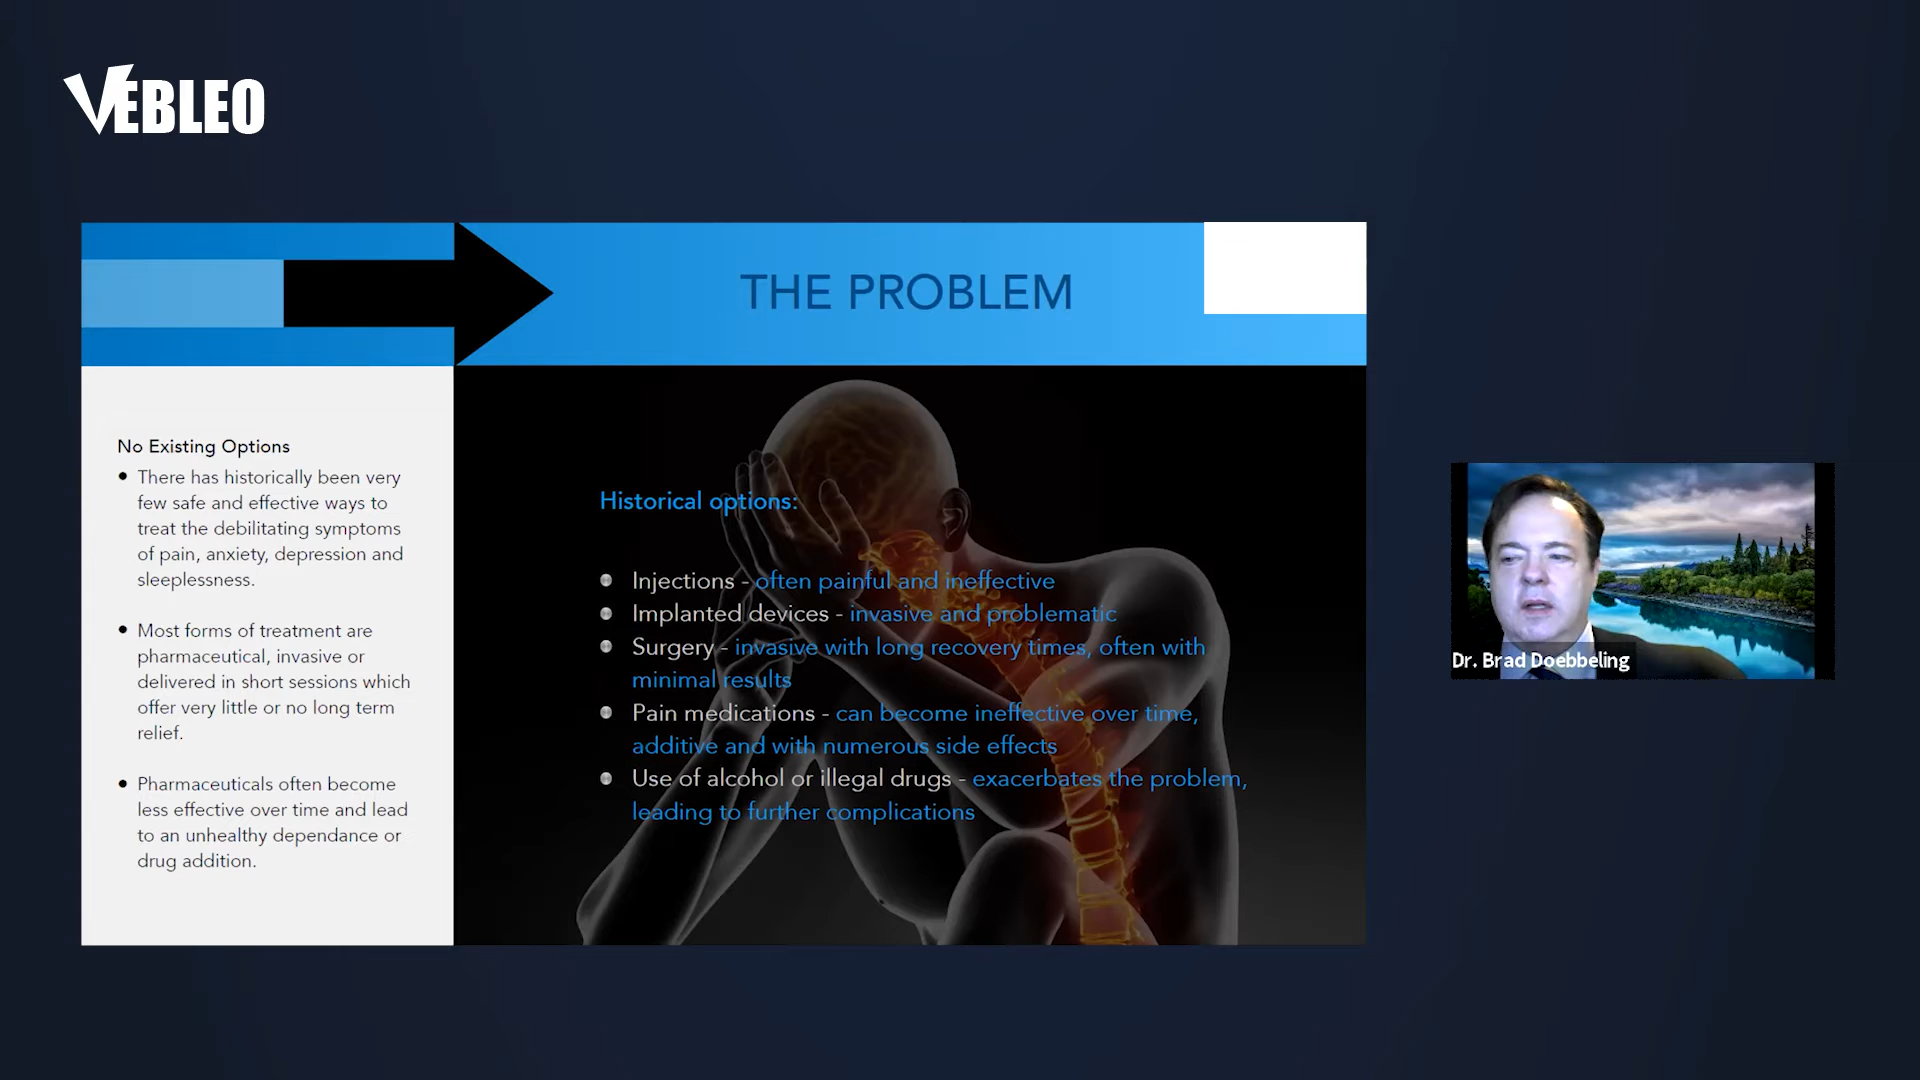 VEBLEO
THE PROBLEM
No Existing Options
• There has historically been very
few safe and effective ways to
treat the debilitating symptoms
of pain, anxiety, depression and
sleeplessness.
• Most forms of treatment are
pharmaceutical, invasive or
delivered in short sessions which
offer very little or no long term
relief.
• Pharmaceuticals often become
less effective over time and lead
to an unhealthy dependance or
drug addition.
Historical options:
• Injections - often painful and ineffective
• Implanted devices - invasive and problematic
• Surgery - invasive with long recovery times, often with
minimal results
• Pain medications - can become ineffective over time,
additive and with numerous side effects
• Use of alcohol or illegal drugs - exacerbates the problem,
leading to further complications
Dr. Brad Doebbeling